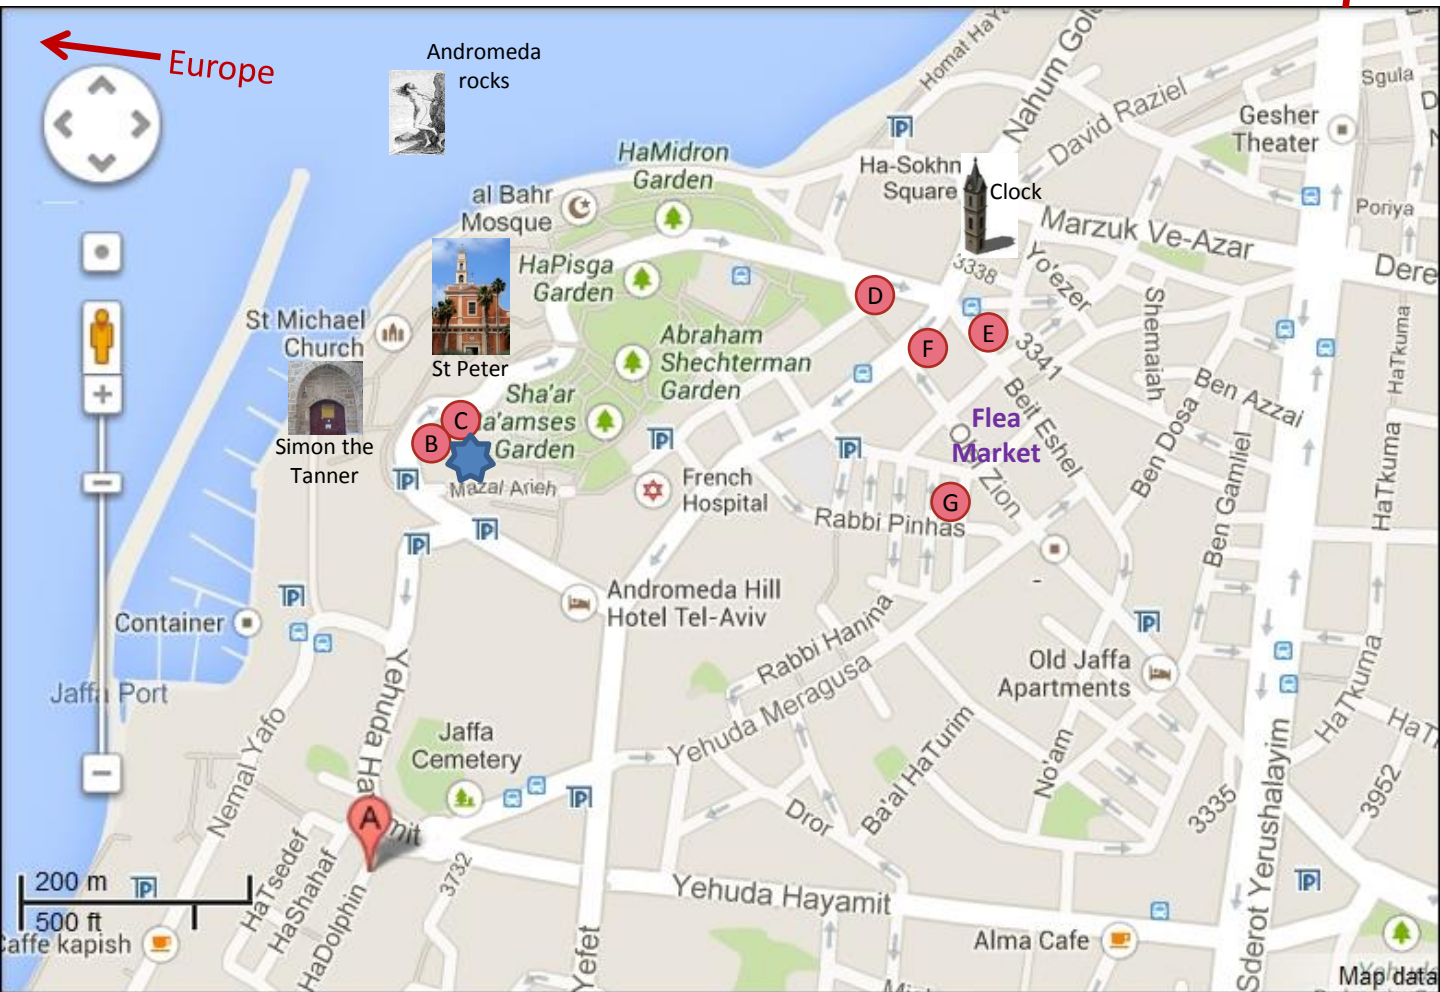 Europe
Andromeda
rocks
Homat HaYa
Nahum Gol
David Raziel
Sgula
Gesher
Theater
HaMidron
Garden
al Bahr
Mosque
Ha-Sokhn
Square
Clock
Poriya
Marzuk Ve-Azar
Dere
HaPisga
Garden
3338
Yo'ezer
Shemaiah
HaTkuma
D
St Michael
Church
St Peter
Abraham
Shechterman
Garden
E
F
3341
Ben Azzai
Simon the
Tanner
Sha'ar
a'amses
Garden
C
B
Flea
Market
Beit Eshel
Ben Dosa
Ben Gamliel
HaTkuma
Mazal Arieh
French
Hospital
G
Zion
Rabbi Pinhas
Andromeda Hill
Hotel Tel-Aviv
Container
Rabbi Hanina
Old Jaffa
Apartments
Jaffa Port
Yehuda Meragusa
HaTkuma
HaT
Nemal Yafo
Yehuda Ha
mit
Jaffa
Cemetery
A
Ba'al HaTurim
No'am
Dror
3335
3952
200 m
500 ft
HaTsedef
HaShahaf
HaDolphin
3732
Yehuda Hayamit
Sderot Yerushalayim
Caffe kapish
Yefet
Alma Cafe
Map data